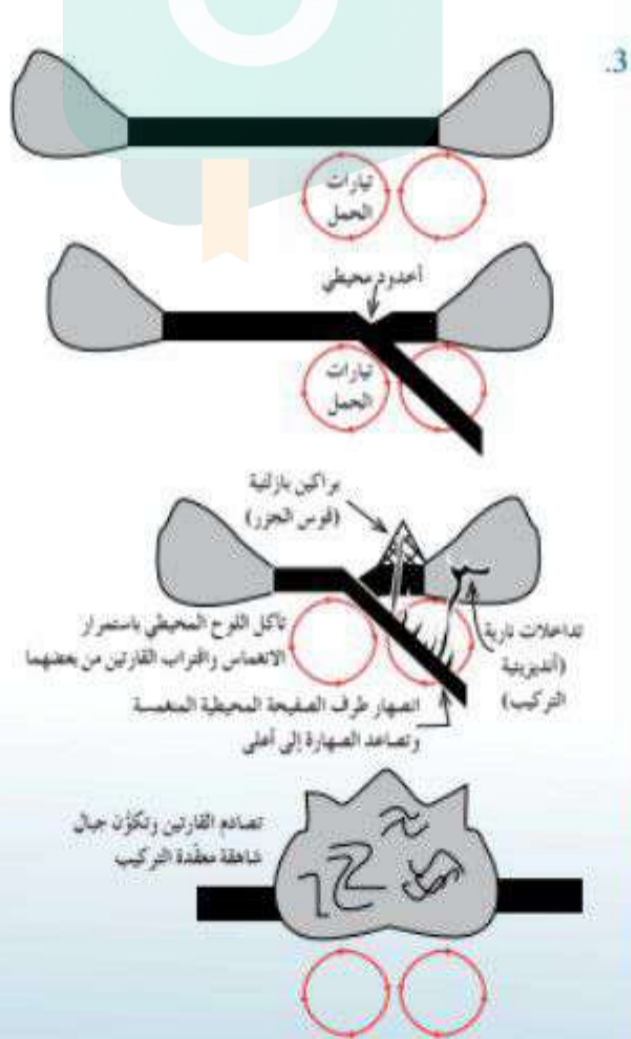 3.
تيارات
الحمل
أخدود محيطي
تيارات
الحمل
براكين بازلتية
(قوس الجزر)
تآكل اللوح المحيطي باستمرار
الانغماس واقتراب القارتين من بعضهما
تداخلات نارية
(أنديزيتية
التركيب)
انصهار طرف الصفيحة المحيطية المنغمسة
وتصاعد الصهارة إلى أعلى
تصادم القارتين وتكوّن جبال
شاهقة معقّدة التركيب